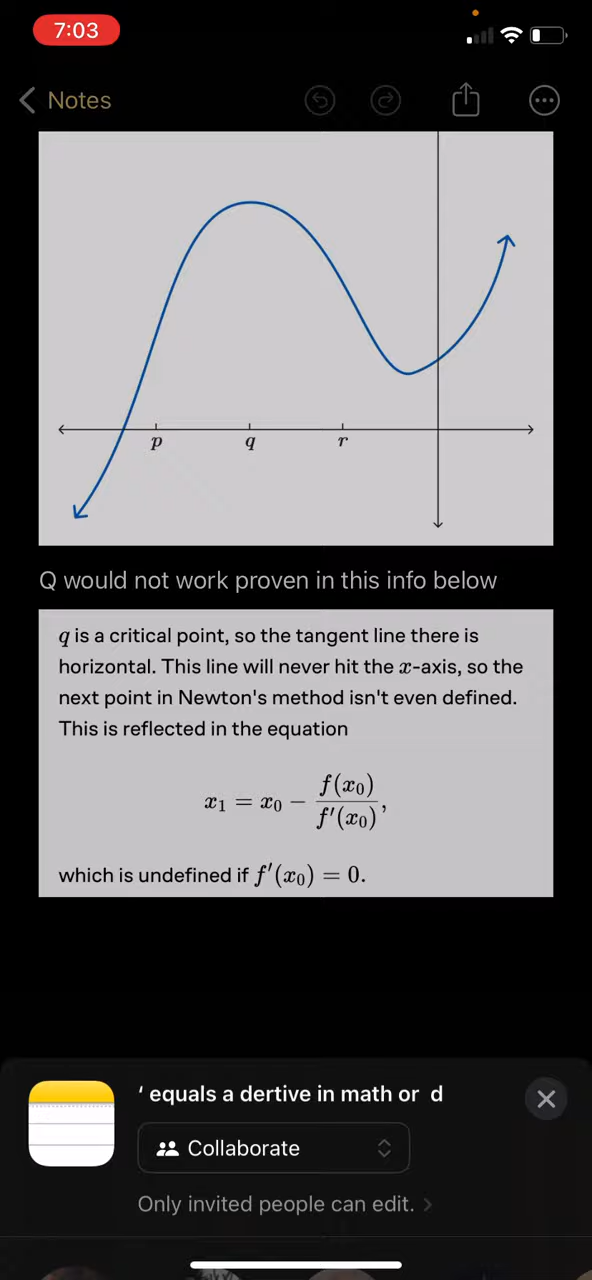 7:03
Notes
p q r
Q would not work proven in this info below
q is a critical point, so the tangent line there is
horizontal. This line will never hit the x-axis, so the
next point in Newton's method isn't even defined.
This is reflected in the equation
x₁ = x₀ − f(x₀)/f′(x₀),
which is undefined if f′(x₀) = 0.
‘ equals a dertive in math or  d
Collaborate
Only invited people can edit. >